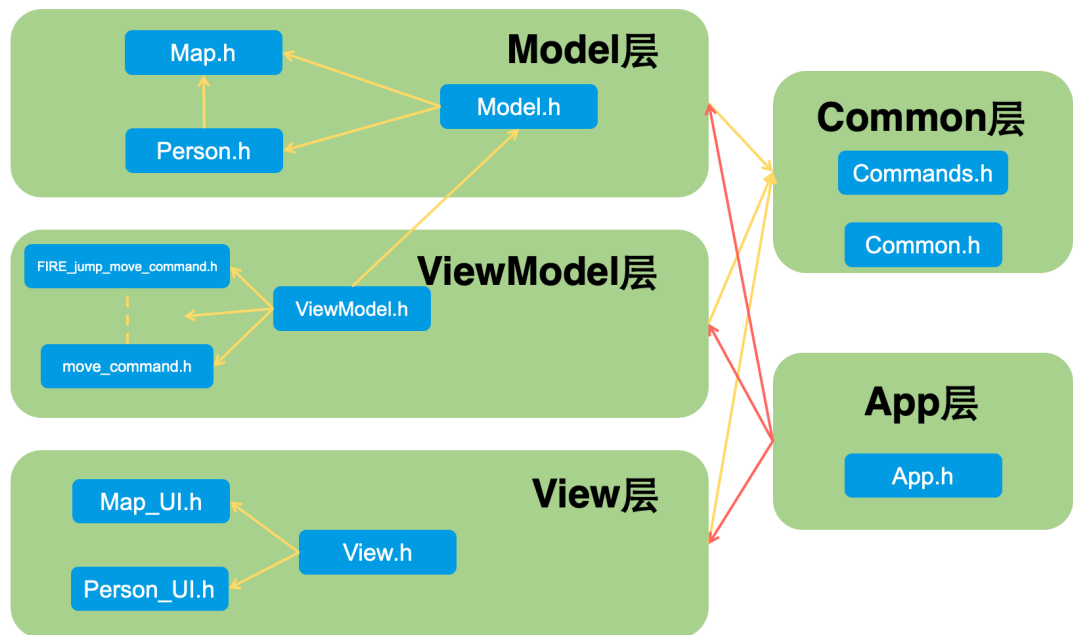 Model层
Map.h
Model.h
Person.h
Common层
Commands.h
Common.h
ViewModel层
FIRE_jump_move_command.h
ViewModel.h
move_command.h
App层
App.h
View层
Map_UI.h
View.h
Person_UI.h